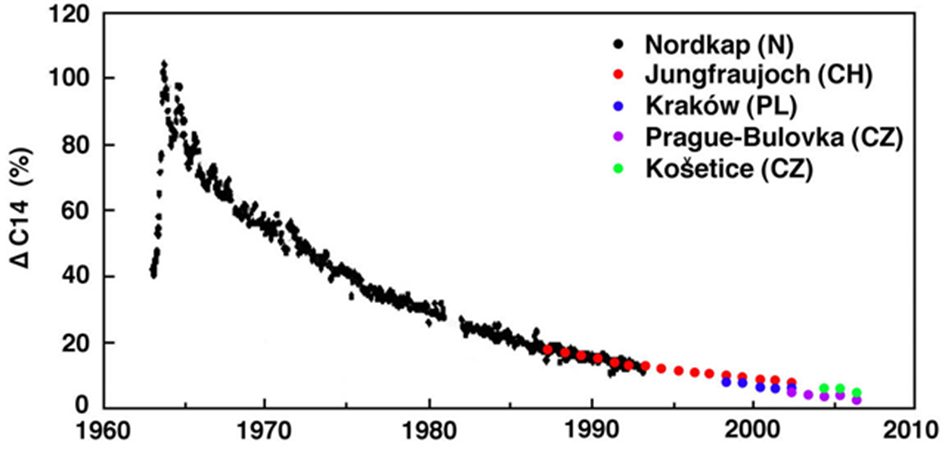 120
100
80
60
40
20
0
Δ C14 (%)
1960 1970 1980 1990 2000 2010
Nordkap (N)
Jungfraujoch (CH)
Kraków (PL)
Prague-Bulovka (CZ)
Košetice (CZ)